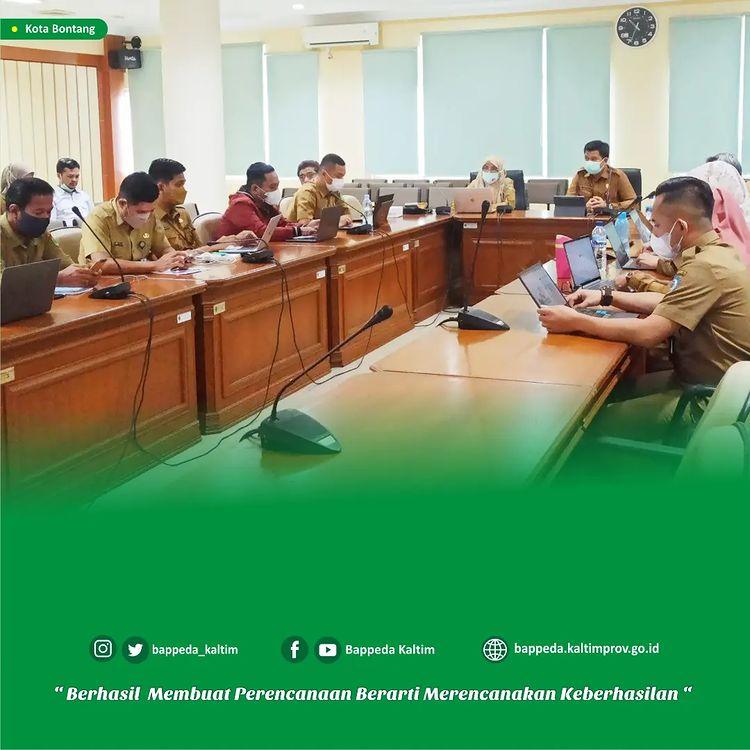 Kota Bontang
bappeda_kaltim
Bappeda Kaltim
bappeda.kaltimprov.go.id
“ Berhasil Membuat Perencanaan Berarti Merencanakan Keberhasilan “